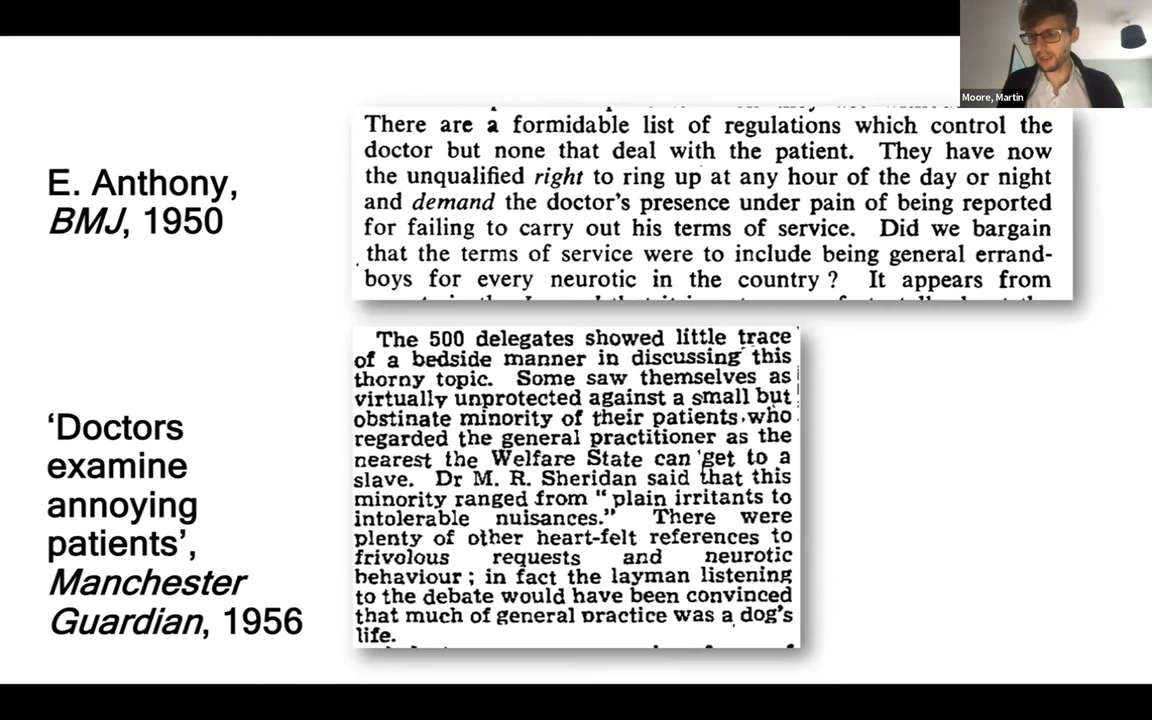 Moore, Martin
E. Anthony,
BMJ, 1950
There are a formidable list of regulations which control the
doctor but none that deal with the patient. They have now
the unqualified right to ring up at any hour of the day or night
and demand the doctor's presence under pain of being reported
for failing to carry out his terms of service. Did we bargain
that the terms of service were to include being general errand-
boys for every neurotic in the country? It appears from
‘Doctors
examine
annoying
patients’,
Manchester
Guardian, 1956
The 500 delegates showed little trace
of a bedside manner in discussing this
thorny topic. Some saw themselves as
virtually unprotected against a small but
obstinate minority of their patients who
regarded the general practitioner as the
nearest the Welfare State can get to a
slave. Dr M. R. Sheridan said that this
minority ranged from “plain irritants to
intolerable nuisances.” There were
plenty of other heart-felt references to
frivolous requests and neurotic
behaviour; in fact the layman listening
to the debate would have been convinced
that much of general practice was a dog's
life.